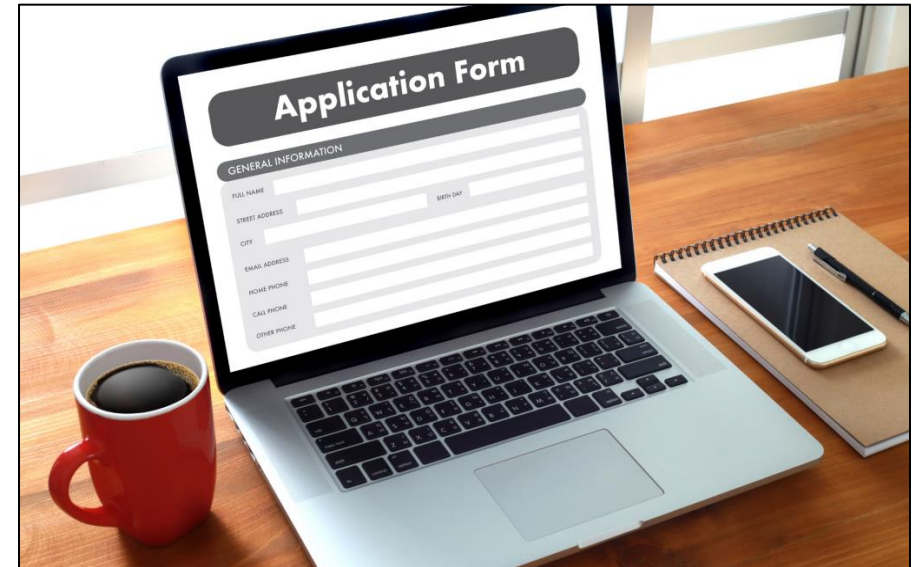 Application Form
GENERAL INFORMATION
FULL NAME
STREET ADDRESS
BIRTH DAY
CITY
EMAIL ADDRESS
HOME PHONE
CALL PHONE
OTHER PHONE